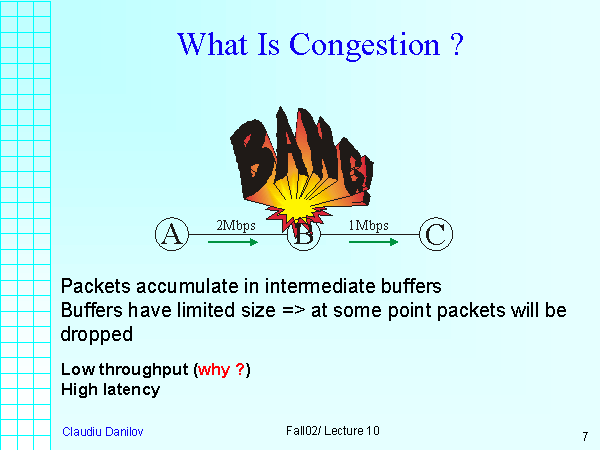 What Is Congestion ?
BANG!
2Mbps
1Mbps
A
B
C
Packets accumulate in intermediate buffers
Buffers have limited size => at some point packets will be
dropped
Low throughput (why ?)
High latency
Claudiu Danilov
Fall02/ Lecture 10
7